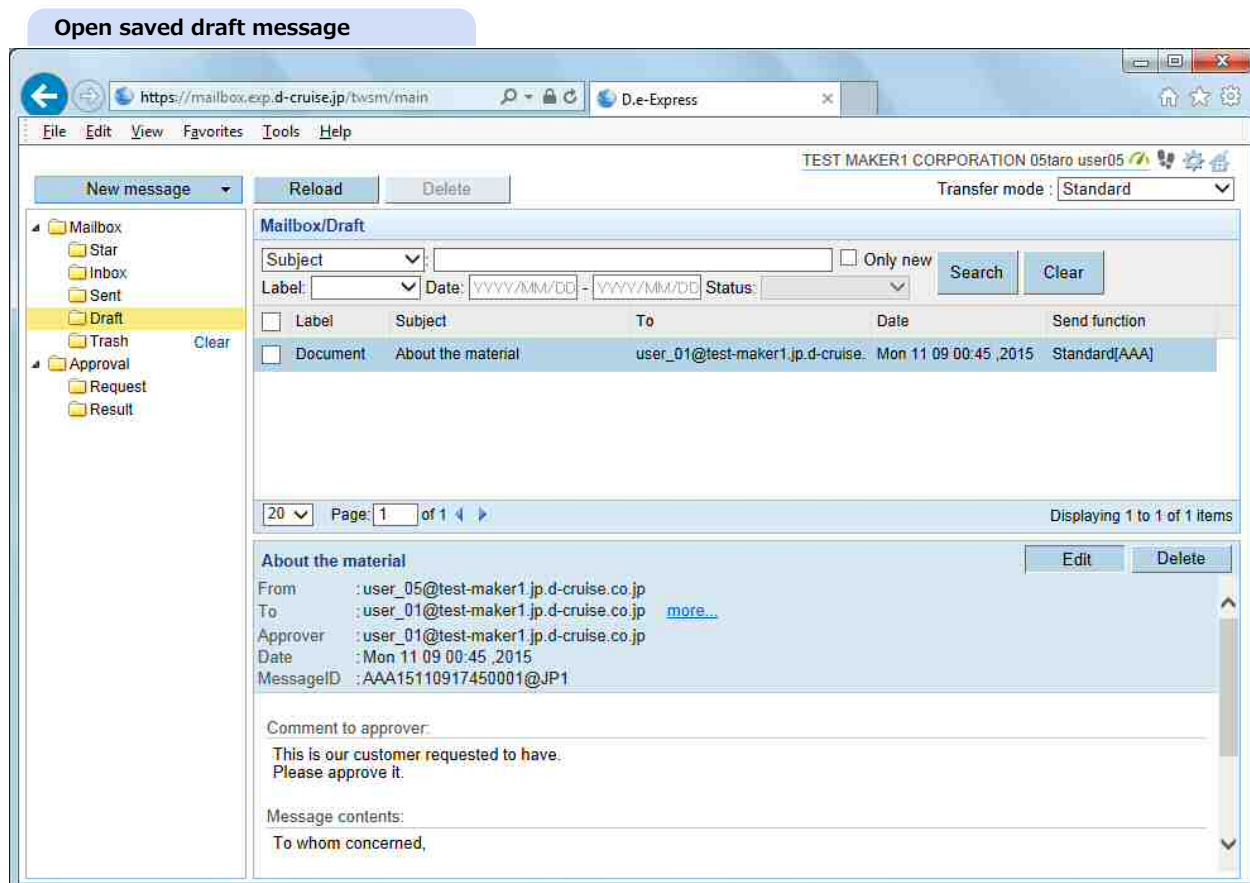 Open saved draft message
https://mailbox.exp.d-cruise.jp/twsm/main
D.e-Express
File Edit View Favorites Tools Help
TEST MAKER1 CORPORATION 05taro user05
New message Reload Delete Transfer mode : Standard
Mailbox
Star
Inbox
Sent
Draft
Trash Clear
Approval
Request
Result
Mailbox/Draft
Subject : Only new Search Clear
Label: Date: YYYY/MM/DD - YYYY/MM/DD Status:
Label Subject To Date Send function
Document About the material user_01@test-maker1.jp.d-cruise. Mon 11 09 00:45 ,2015 Standard[AAA]
20 Page: 1 of 1 Displaying 1 to 1 of 1 items
About the material Edit Delete
From : user_05@test-maker1.jp.d-cruise.co.jp
To : user_01@test-maker1.jp.d-cruise.co.jp more...
Approver : user_01@test-maker1.jp.d-cruise.co.jp
Date : Mon 11 09 00:45 ,2015
MessageID : AAA15110917450001@JP1
Comment to approver:
This is our customer requested to have.
Please approve it.
Message contents:
To whom concerned,